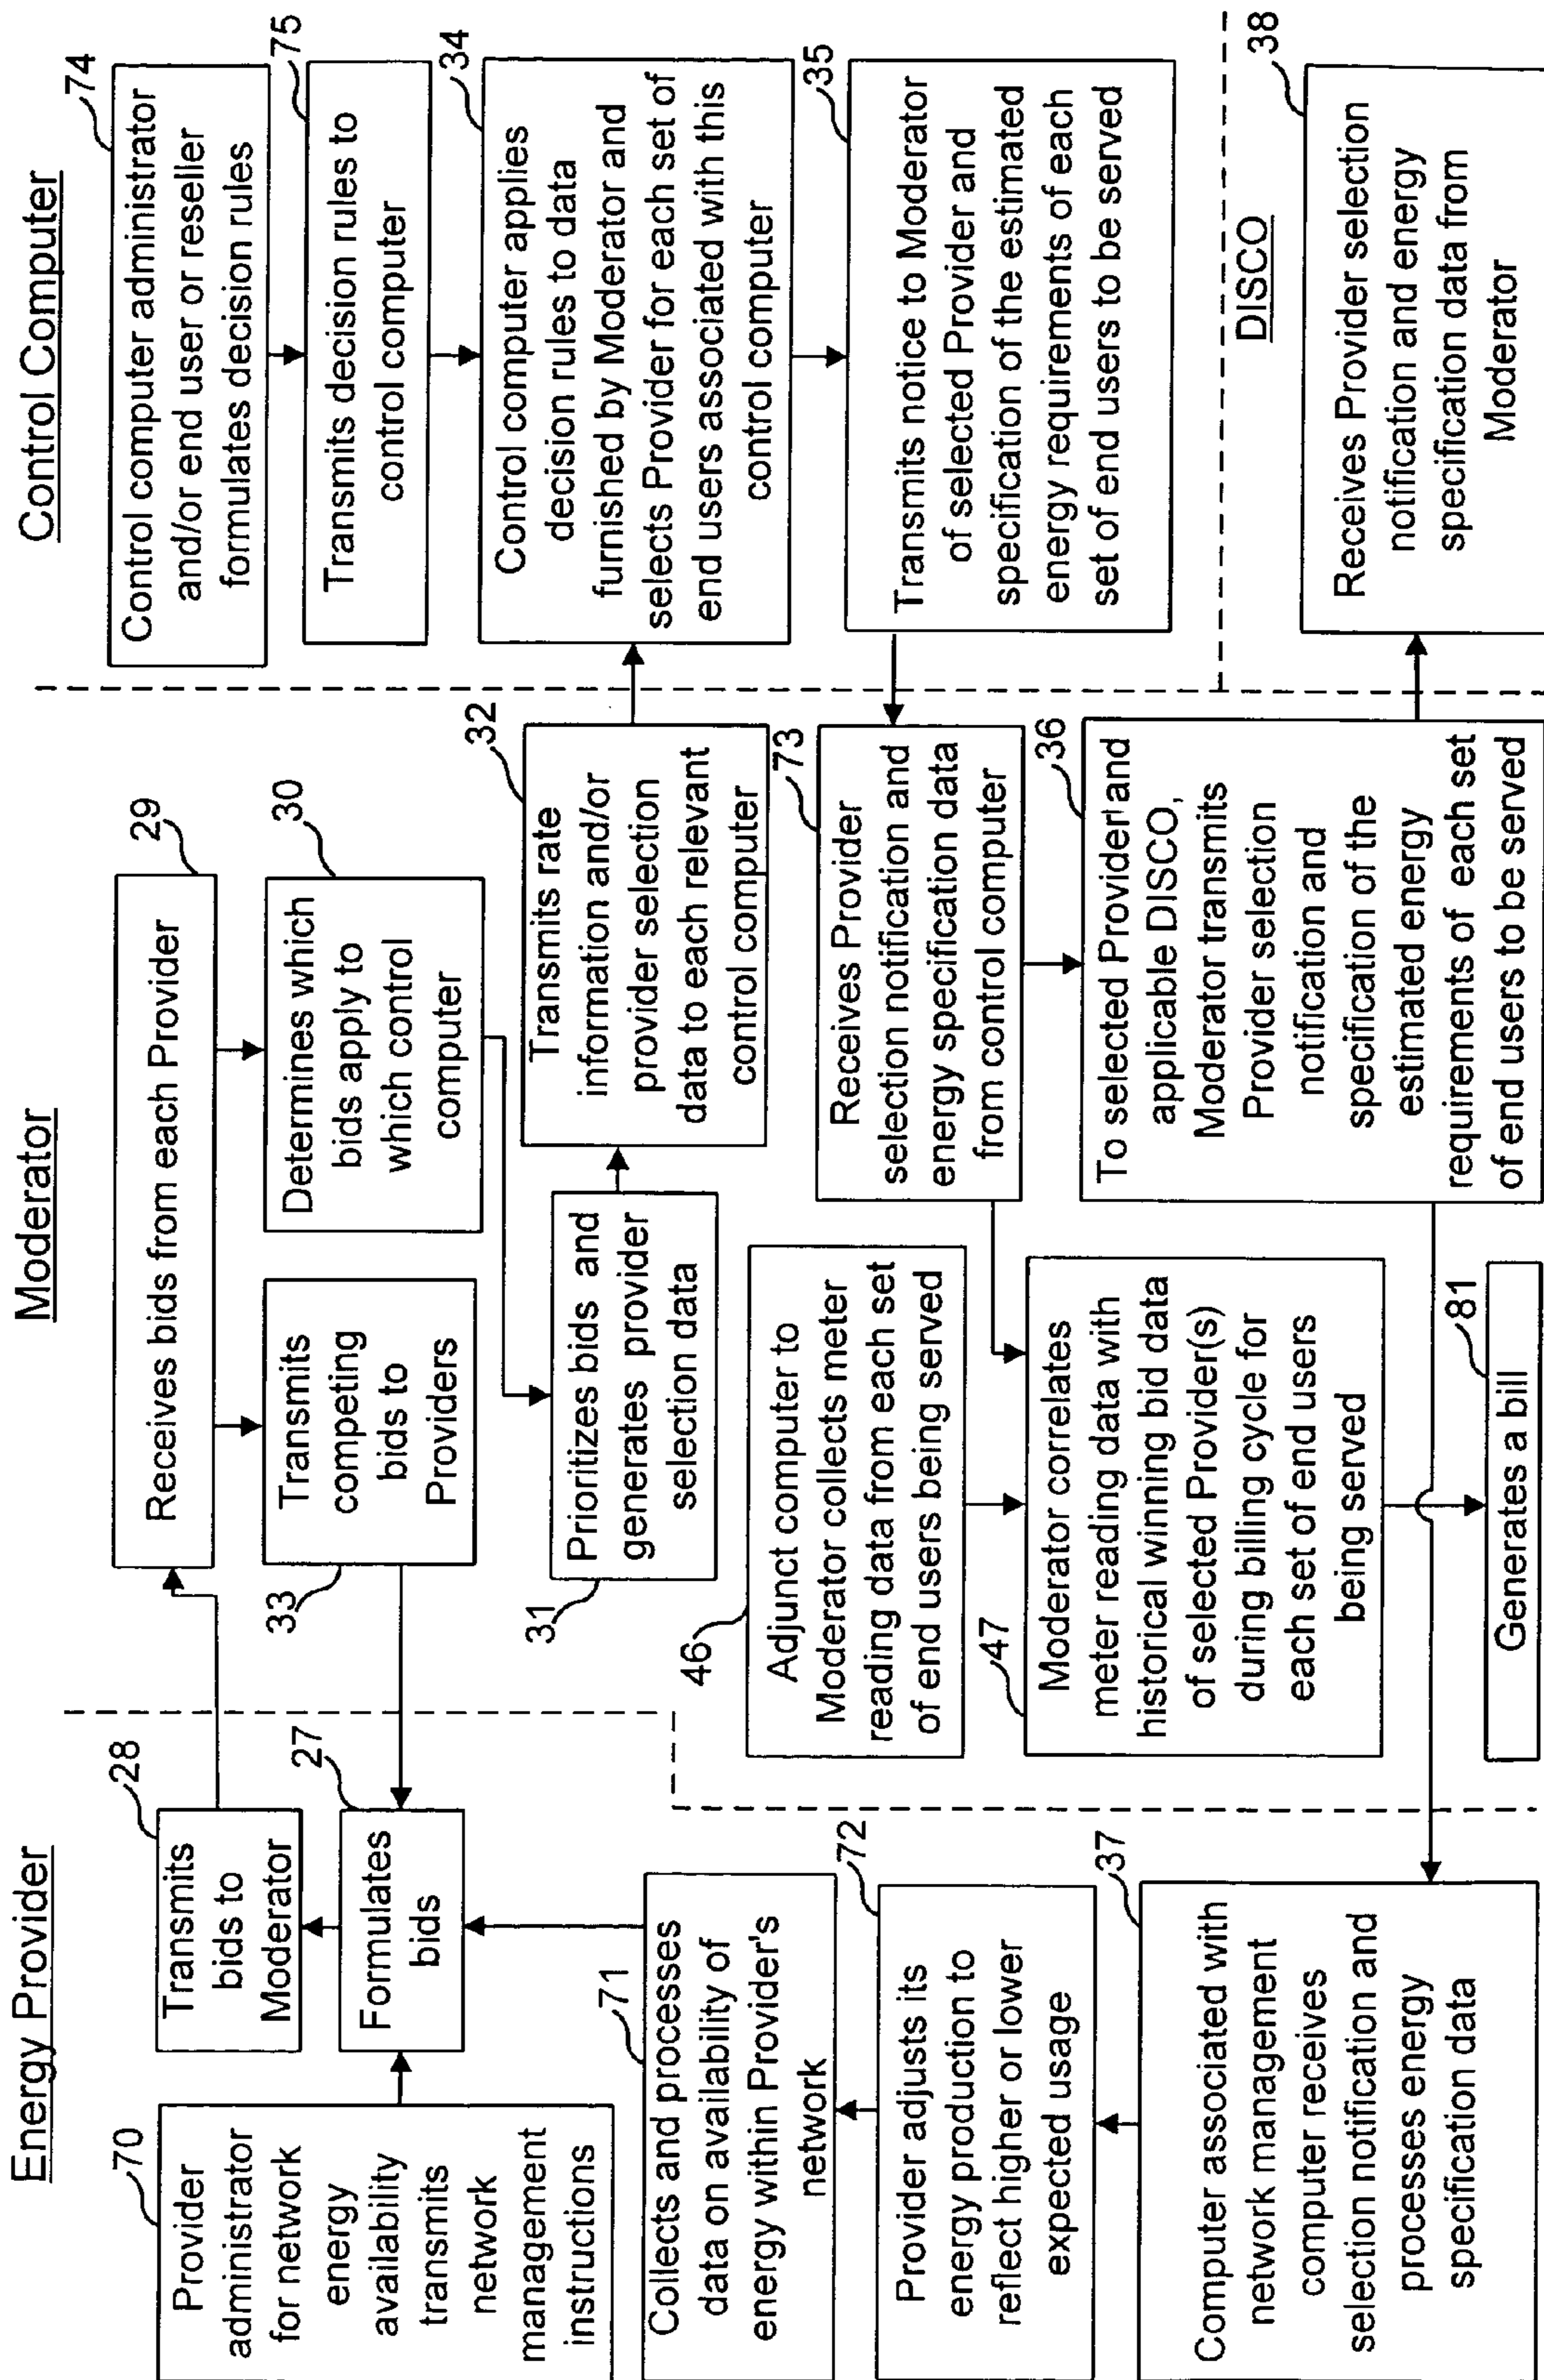 Energy Provider
70
Provider
administrator
for network
energy
availability
transmits
network
management
instructions
28
Transmits
bids to
Moderator
27
Formulates
bids
71
Collects and processes
data on availability of
energy within Provider's
network
72
Provider adjusts its
energy production to
reflect higher or lower
expected usage
37
Computer associated with
network management
computer receives
selection notification and
processes energy
specification data
Moderator
29
Receives bids from each Provider
33
Transmits
competing
bids to
Providers
30
Determines which
bids apply to
which control
computer
31
Prioritizes bids and
generates provider
selection data
32
Transmits rate
information and/or
provider selection
data to each relevant
control computer
46
Adjunct computer to
Moderator collects meter
reading data from each set
of end users being served
73
Receives Provider
selection notification and
energy specification data
from control computer
47
Moderator correlates
meter reading data with
historical winning bid data
of selected Provider(s)
during billing cycle for
each set of end users
being served
36
To selected Provider and
applicable DISCO,
Moderator transmits
Provider selection
notification and
specification of the
estimated energy
requirements of each set
of end users to be served
81
Generates a bill
Control Computer
74
Control computer administrator
and/or end user or reseller
formulates decision rules
75
Transmits decision rules to
control computer
34
Control computer applies
decision rules to data
furnished by Moderator and
selects Provider for each set of
end users associated with this
control computer
35
Transmits notice to Moderator
of selected Provider and
specification of the estimated
energy requirements of each
set of end users to be served
DISCO
38
Receives Provider selection
notification and energy
specification data from
Moderator